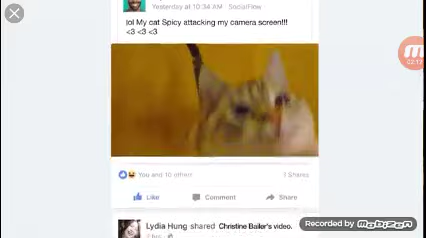 Yesterday at 10:34 AM · SocialFlow ·
lol My cat Spicy attacking my camera screen!!!
<3 <3 <3
You and 10 others
1 Shares
Like
Comment
Share
Recorded by mobizen
Lydia Hung shared Christine Bailer's video.